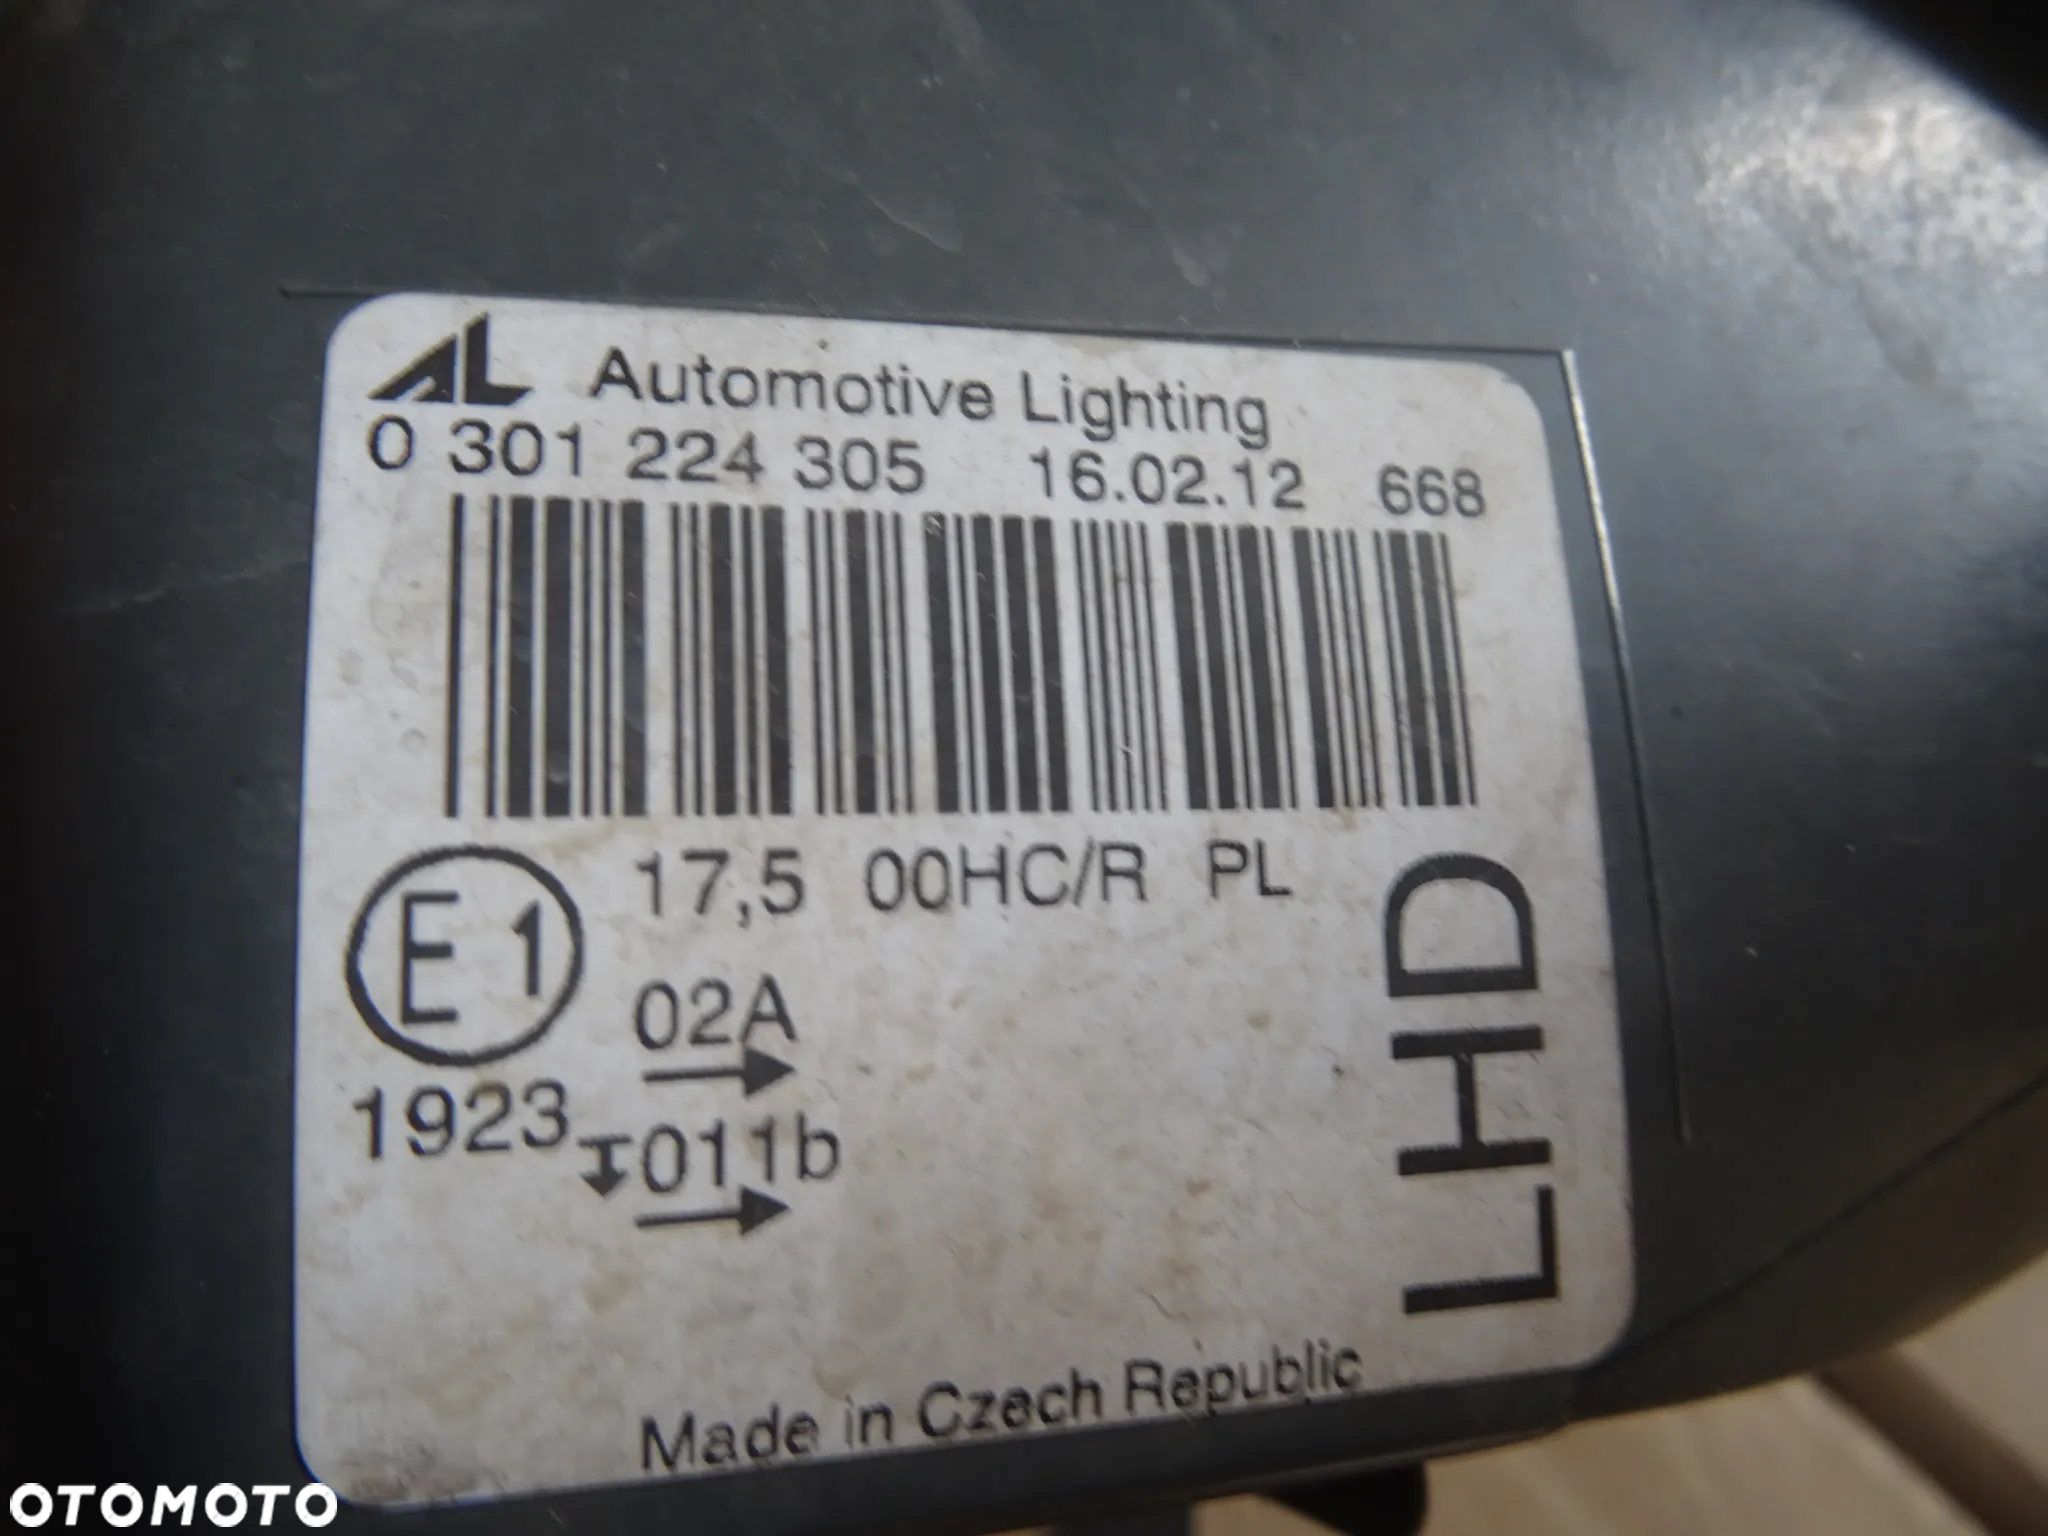 AL Automotive Lighting
0 301 224 305 16.02.12 668
E1 17,5 00HC/R PL
02A
1923 011b
LHD
Made in Czech Republic
OTOMOTO